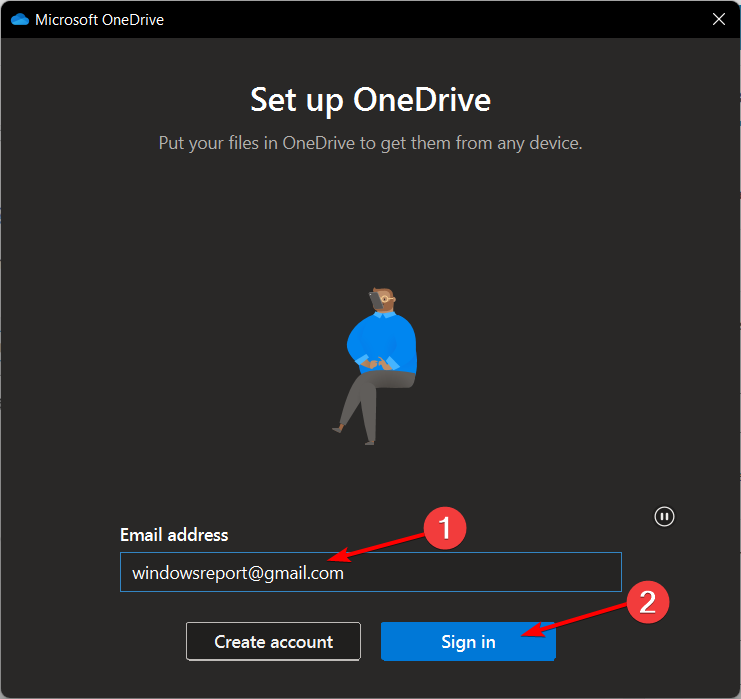 Microsoft OneDrive
Set up OneDrive
Put your files in OneDrive to get them from any device.
1
Email address
windowsreport@gmail.com
2
Create account
Sign in